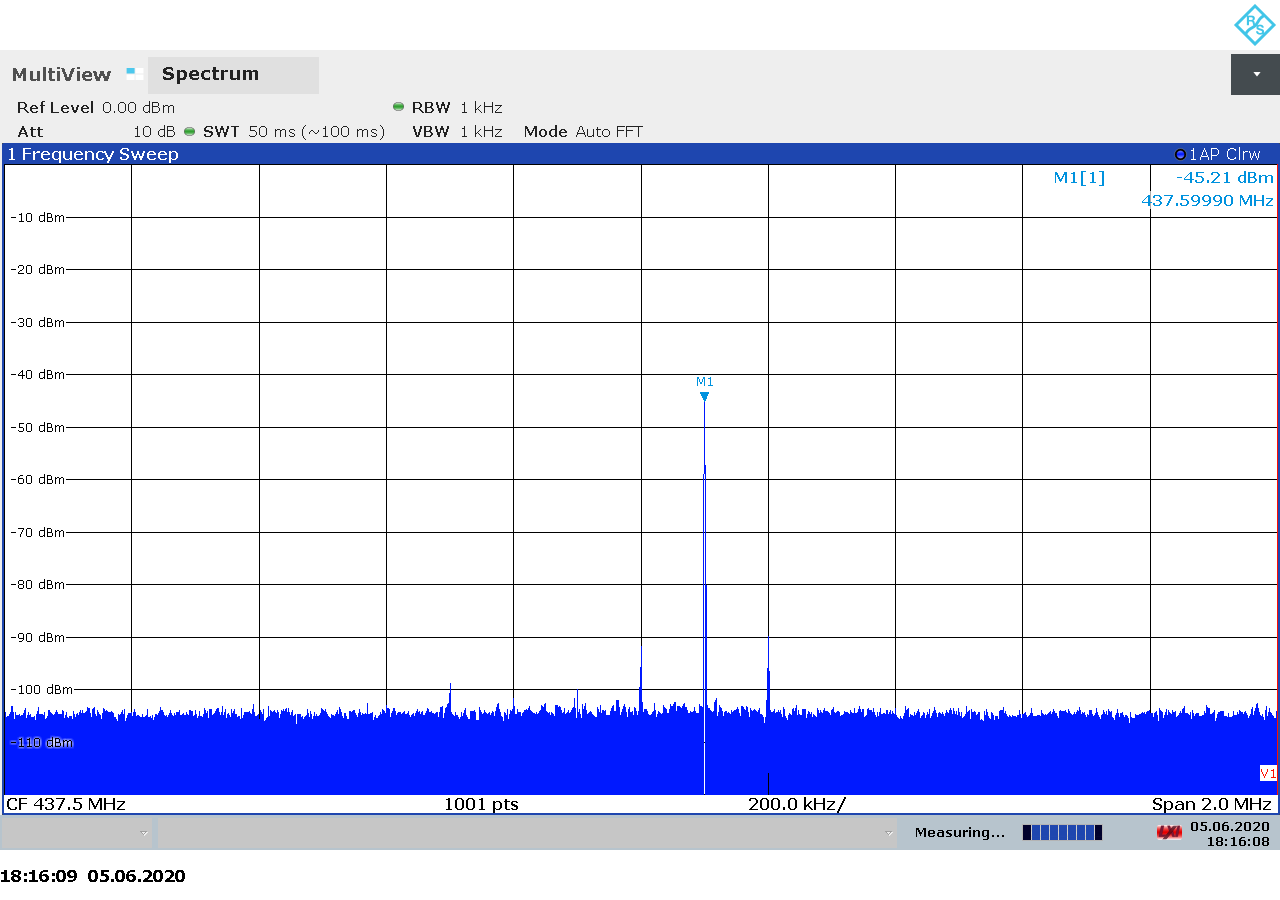 R/S
MultiView Spectrum
Ref Level 0.00 dBm RBW 1 kHz
Att 10 dB SWT 50 ms (~100 ms) VBW 1 kHz Mode Auto FFT
1 Frequency Sweep 1AP Clrw
M1[1] -45.21 dBm
437.59990 MHz
-10 dBm
-20 dBm
-30 dBm
-40 dBm
M1
-50 dBm
-60 dBm
-70 dBm
-80 dBm
-90 dBm
-100 dBm
-110 dBm
V1
CF 437.5 MHz 1001 pts 200.0 kHz/ Span 2.0 MHz
Measuring... LXI 05.06.2020
18:16:08
18:16:09 05.06.2020